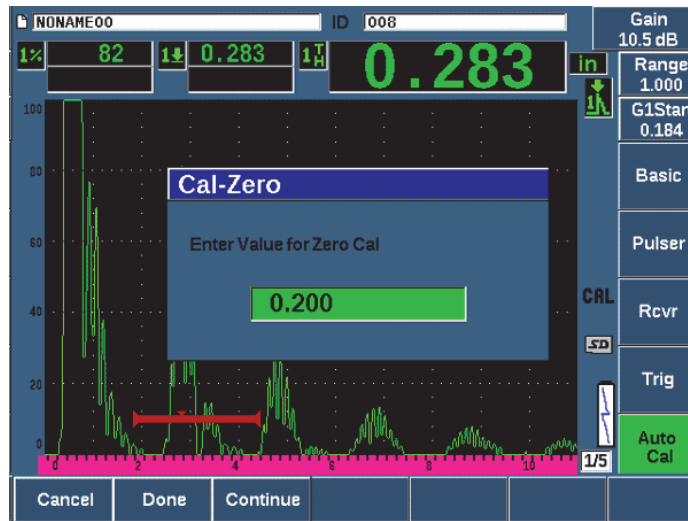 NONAME00 ID 008
Gain
10.5 dB
1% 82 1 0.283 1 T H 0.283 in
Range
1.000
G1Star
0.184
Basic
Pulser
Rcvr
Trig
Auto
Cal
100
80
60
40
20
0
Cal-Zero
Enter Value for Zero Cal
0.200
CAL
SD
0 2 4 6 8 10
1/5
Cancel Done Continue